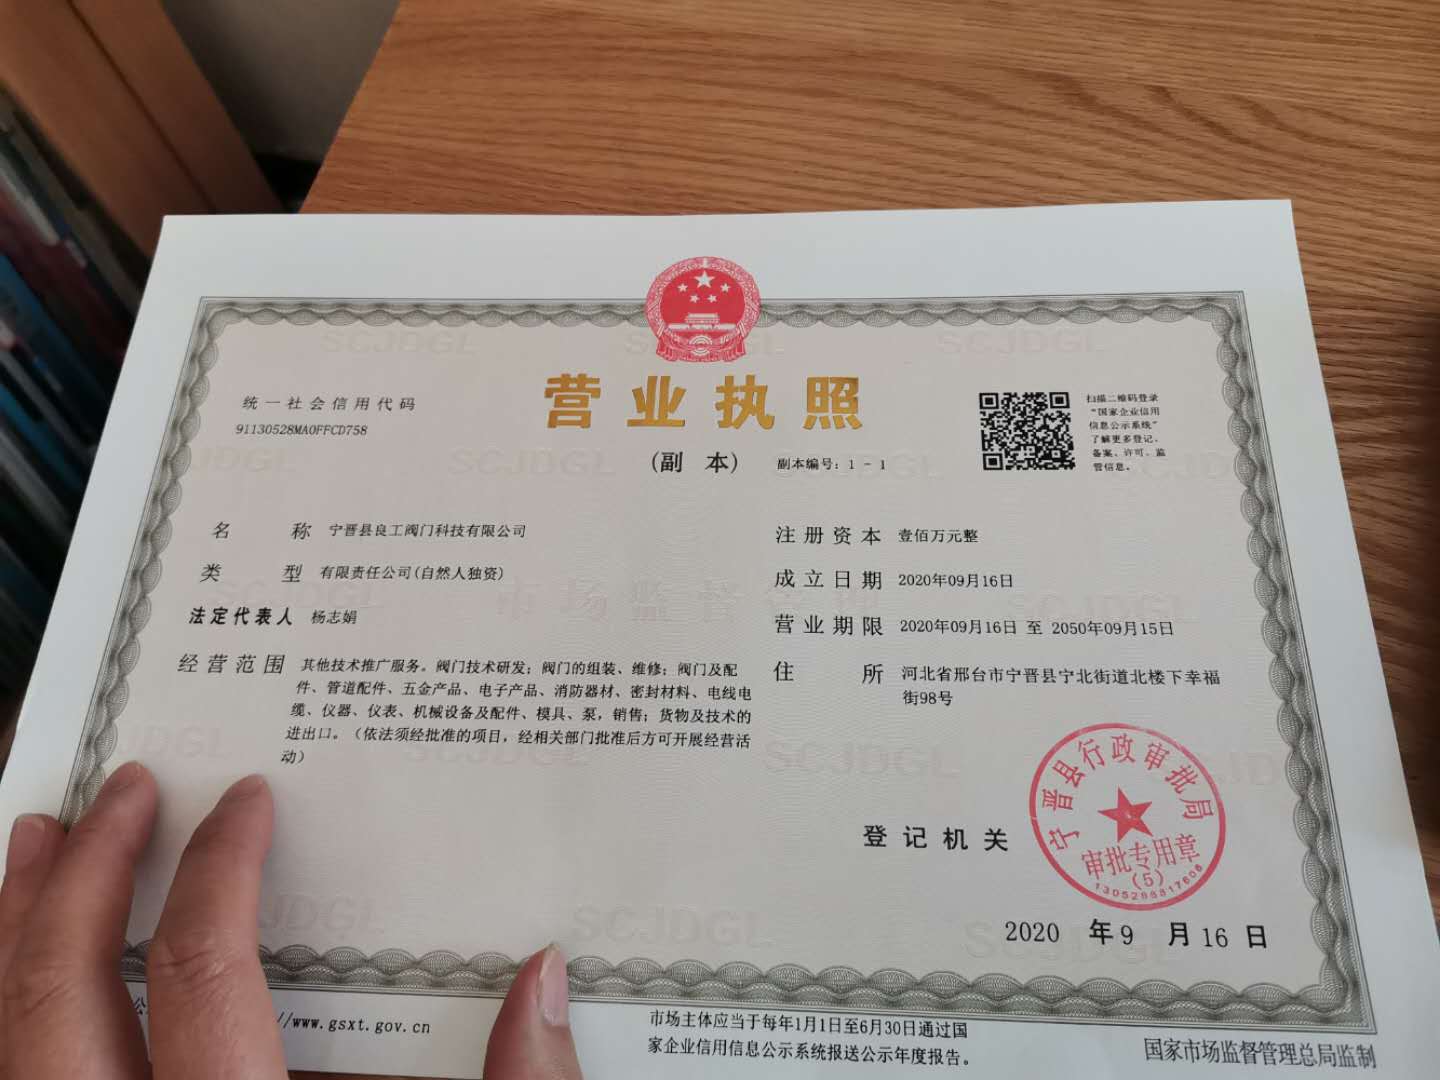 营业执照
(副 本)
副本编号：1 - 1
统一社会信用代码
91130528MA0FFCD758
扫描二维码登录
“国家企业信用
信息公示系统”
了解更多登记、
备案、许可、监
管信息。
名 称 宁晋县良工阀门科技有限公司
类 型 有限责任公司(自然人独资)
法定代表人 杨志娟
经营范围 其他技术推广服务。阀门技术研发；阀门的组装、维修；阀门及配
件、管道配件、五金产品、电子产品、消防器材、密封材料、电线电
缆、仪器、仪表、机械设备及配件、模具、泵，销售；货物及技术的
进出口。（依法须经批准的项目，经相关部门批准后方可开展经营活
动）
注册资本 壹佰万元整
成立日期 2020年09月16日
营业期限 2020年09月16日 至 2050年09月15日
住 所 河北省邢台市宁晋县宁北街道北楼下幸福
街98号
登记机关
宁晋县行政审批局
审批专用章
(5)
2020 年 9 月 16 日
//www.gsxt.gov.cn
市场主体应当于每年1月1日至6月30日通过国
家企业信用信息公示系统报送公示年度报告。
国家市场监督管理总局监制
SCJDGL